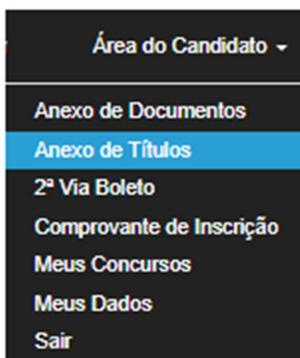 Área do Candidato
Anexo de Documentos
Anexo de Títulos
2ª Via Boleto
Comprovante de Inscrição
Meus Concursos
Meus Dados
Sair